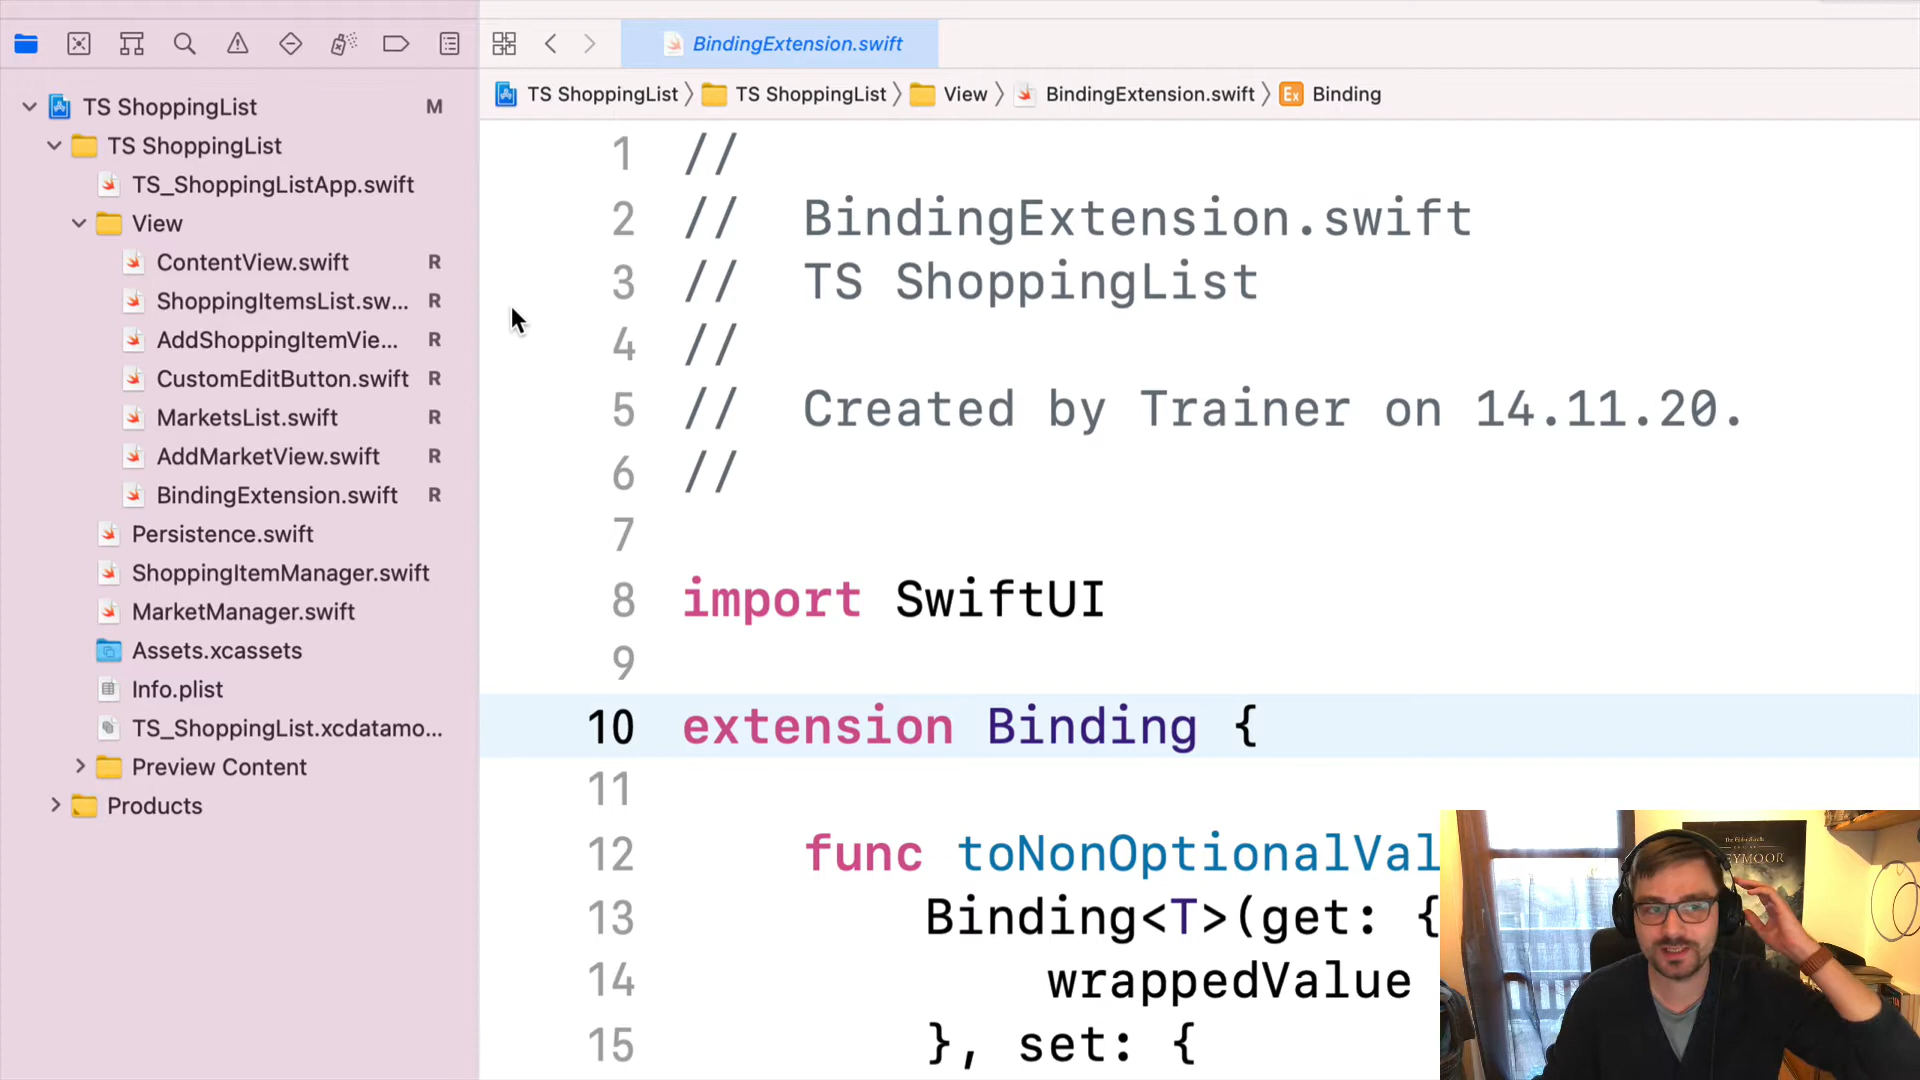 BindingExtension.swift
TS ShoppingList
TS ShoppingList
View
BindingExtension.swift
Ex
Binding
TS ShoppingList M
TS ShoppingList
TS_ShoppingListApp.swift
View
ContentView.swift R
ShoppingItemsList.sw... R
AddShoppingItemVie... R
CustomEditButton.swift R
MarketsList.swift R
AddMarketView.swift R
BindingExtension.swift R
Persistence.swift
ShoppingItemManager.swift
MarketManager.swift
Assets.xcassets
Info.plist
TS_ShoppingList.xcdatamo...
Preview Content
Products
1 //
2 // BindingExtension.swift
3 // TS ShoppingList
4 //
5 // Created by Trainer on 14.11.20.
6 //
7
8 import SwiftUI
9
10 extension Binding {
11
12 func toNonOptionalVal
13 Binding<T>(get: {
14 wrappedValue
15 }, set: {